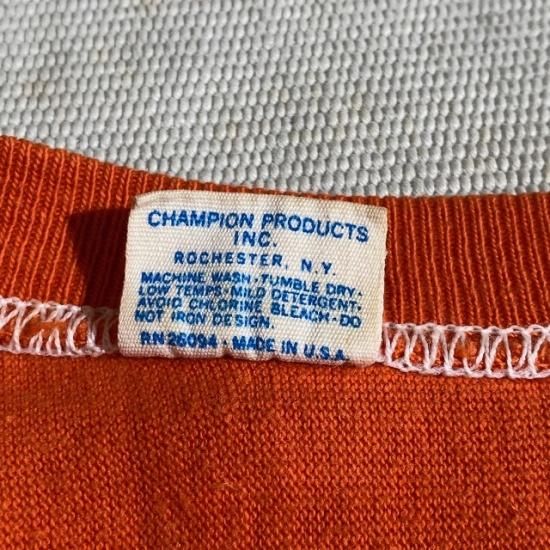 CHAMPION PRODUCTS
INC.
ROCHESTER, N.Y.
MACHINE WASH·TUMBLE DRY,
LOW TEMPS·MILD DETERGENT·
AVOID CHLORINE BLEACH-DO
NOT IRON DESIGN.
RN 26094 · MADE IN U.S.A.